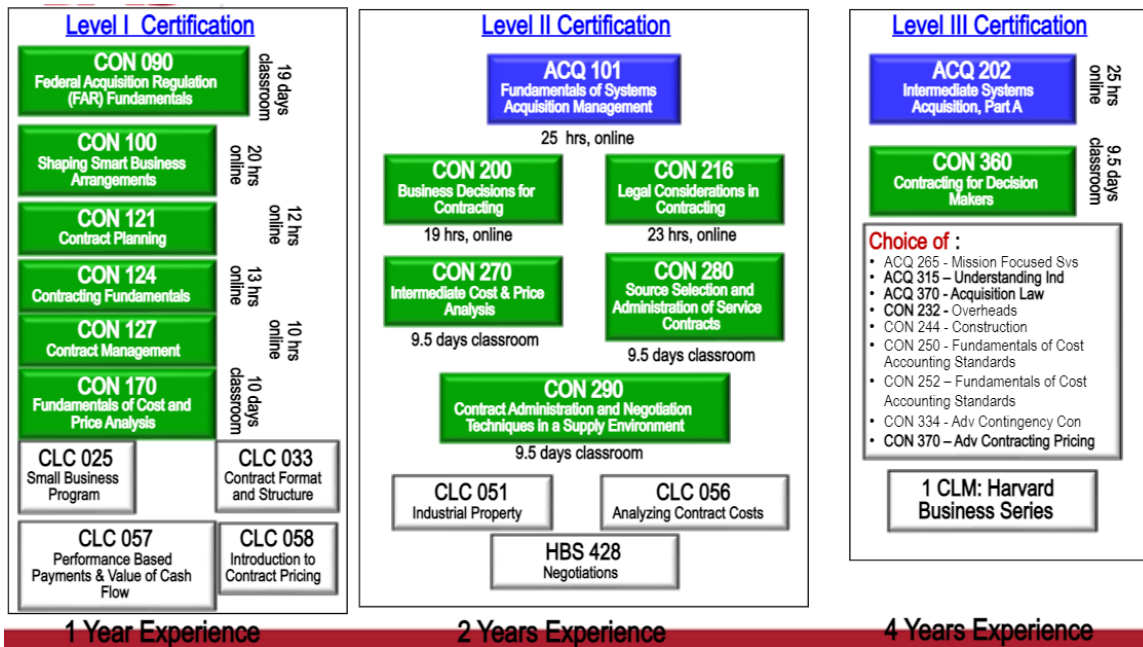 Level I Certification
CON 090
Federal Acquisition Regulation
(FAR) Fundamentals
19 days
classroom
CON 100
Shaping Smart Business
Arrangements
20 hrs
online
CON 121
Contract Planning
12 hrs
online
CON 124
Contracting Fundamentals
13 hrs
online
CON 127
Contract Management
10 hrs
online
CON 170
Fundamentals of Cost and
Price Analysis
10 days
classroom
CLC 025
Small Business
Program
CLC 033
Contract Format
and Structure
CLC 057
Performance Based
Payments & Value of Cash
Flow
CLC 058
Introduction to
Contract Pricing
1 Year Experience
Level II Certification
ACQ 101
Fundamentals of Systems
Acquisition Management
25 hrs, online
CON 200
Business Decisions for
Contracting
19 hrs, online
CON 216
Legal Considerations in
Contracting
23 hrs, online
CON 270
Intermediate Cost & Price
Analysis
9.5 days classroom
CON 280
Source Selection and
Administration of Service
Contracts
9.5 days classroom
CON 290
Contract Administration and Negotiation
Techniques in a Supply Environment
9.5 days classroom
CLC 051
Industrial Property
CLC 056
Analyzing Contract Costs
HBS 428
Negotiations
2 Years Experience
Level III Certification
ACQ 202
Intermediate Systems
Acquisition, Part A
25 hrs
online
CON 360
Contracting for Decision
Makers
9.5 days
classroom
Choice of :
• ACQ 265 - Mission Focused Svs
• ACQ 315 – Understanding Ind
• ACQ 370 - Acquisition Law
• CON 232 - Overheads
• CON 244 - Construction
• CON 250 - Fundamentals of Cost
Accounting Standards
• CON 252 – Fundamentals of Cost
Accounting Standards
• CON 334 - Adv Contingency Con
• CON 370 – Adv Contracting Pricing
1 CLM: Harvard
Business Series
4 Years Experience